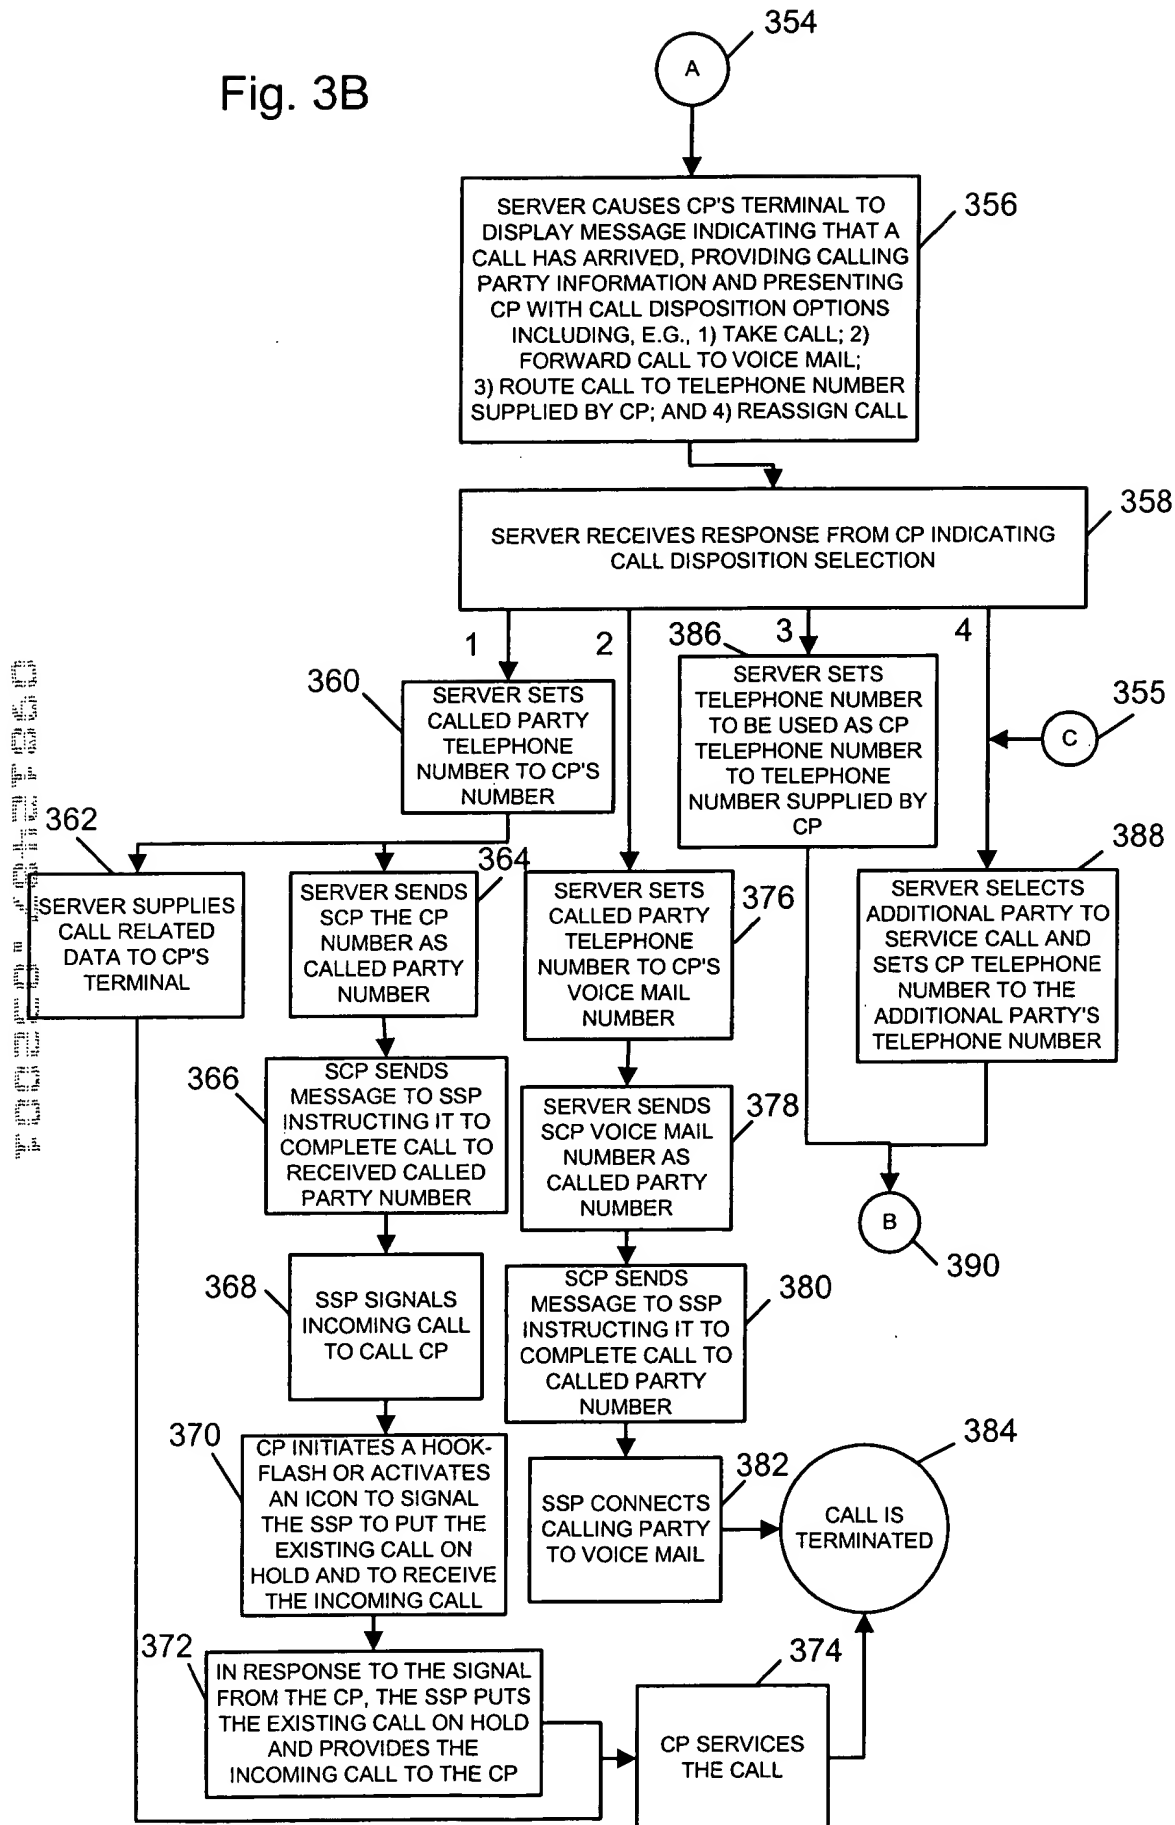 Fig. 3B
354
A
356
SERVER CAUSES CP'S TERMINAL TO
DISPLAY MESSAGE INDICATING THAT A
CALL HAS ARRIVED, PROVIDING CALLING
PARTY INFORMATION AND PRESENTING
CP WITH CALL DISPOSITION OPTIONS
INCLUDING, E.G., 1) TAKE CALL; 2)
FORWARD CALL TO VOICE MAIL;
3) ROUTE CALL TO TELEPHONE NUMBER
SUPPLIED BY CP; AND 4) REASSIGN CALL
358
SERVER RECEIVES RESPONSE FROM CP INDICATING
CALL DISPOSITION SELECTION
1
2
386
3
4
360
SERVER SETS
CALLED PARTY
TELEPHONE
NUMBER TO CP'S
NUMBER
SERVER SETS
TELEPHONE NUMBER
TO BE USED AS CP
TELEPHONE NUMBER
TO TELEPHONE
NUMBER SUPPLIED BY
CP
C
355
362
SERVER SUPPLIES
CALL RELATED
DATA TO CP'S
TERMINAL
364
SERVER SENDS
SCP THE CP
NUMBER AS
CALLED PARTY
NUMBER
SERVER SETS
CALLED PARTY
TELEPHONE
NUMBER TO CP'S
VOICE MAIL
NUMBER
376
388
SERVER SELECTS
ADDITIONAL PARTY TO
SERVICE CALL AND
SETS CP TELEPHONE
NUMBER TO THE
ADDITIONAL PARTY'S
TELEPHONE NUMBER
366
SCP SENDS
MESSAGE TO SSP
INSTRUCTING IT TO
COMPLETE CALL TO
RECEIVED CALLED
PARTY NUMBER
SERVER SENDS
SCP VOICE MAIL
NUMBER AS
CALLED PARTY
NUMBER
378
B
390
368
SSP SIGNALS
INCOMING CALL
TO CALL CP
SCP SENDS
MESSAGE TO SSP
INSTRUCTING IT TO
COMPLETE CALL TO
CALLED PARTY
NUMBER
380
370
CP INITIATES A HOOK-
FLASH OR ACTIVATES
AN ICON TO SIGNAL
THE SSP TO PUT THE
EXISTING CALL ON
HOLD AND TO RECEIVE
THE INCOMING CALL
382
SSP CONNECTS
CALLING PARTY
TO VOICE MAIL
384
CALL IS
TERMINATED
372
IN RESPONSE TO THE SIGNAL
FROM THE CP, THE SSP PUTS
THE EXISTING CALL ON HOLD
AND PROVIDES THE
INCOMING CALL TO THE CP
374
CP SERVICES
THE CALL